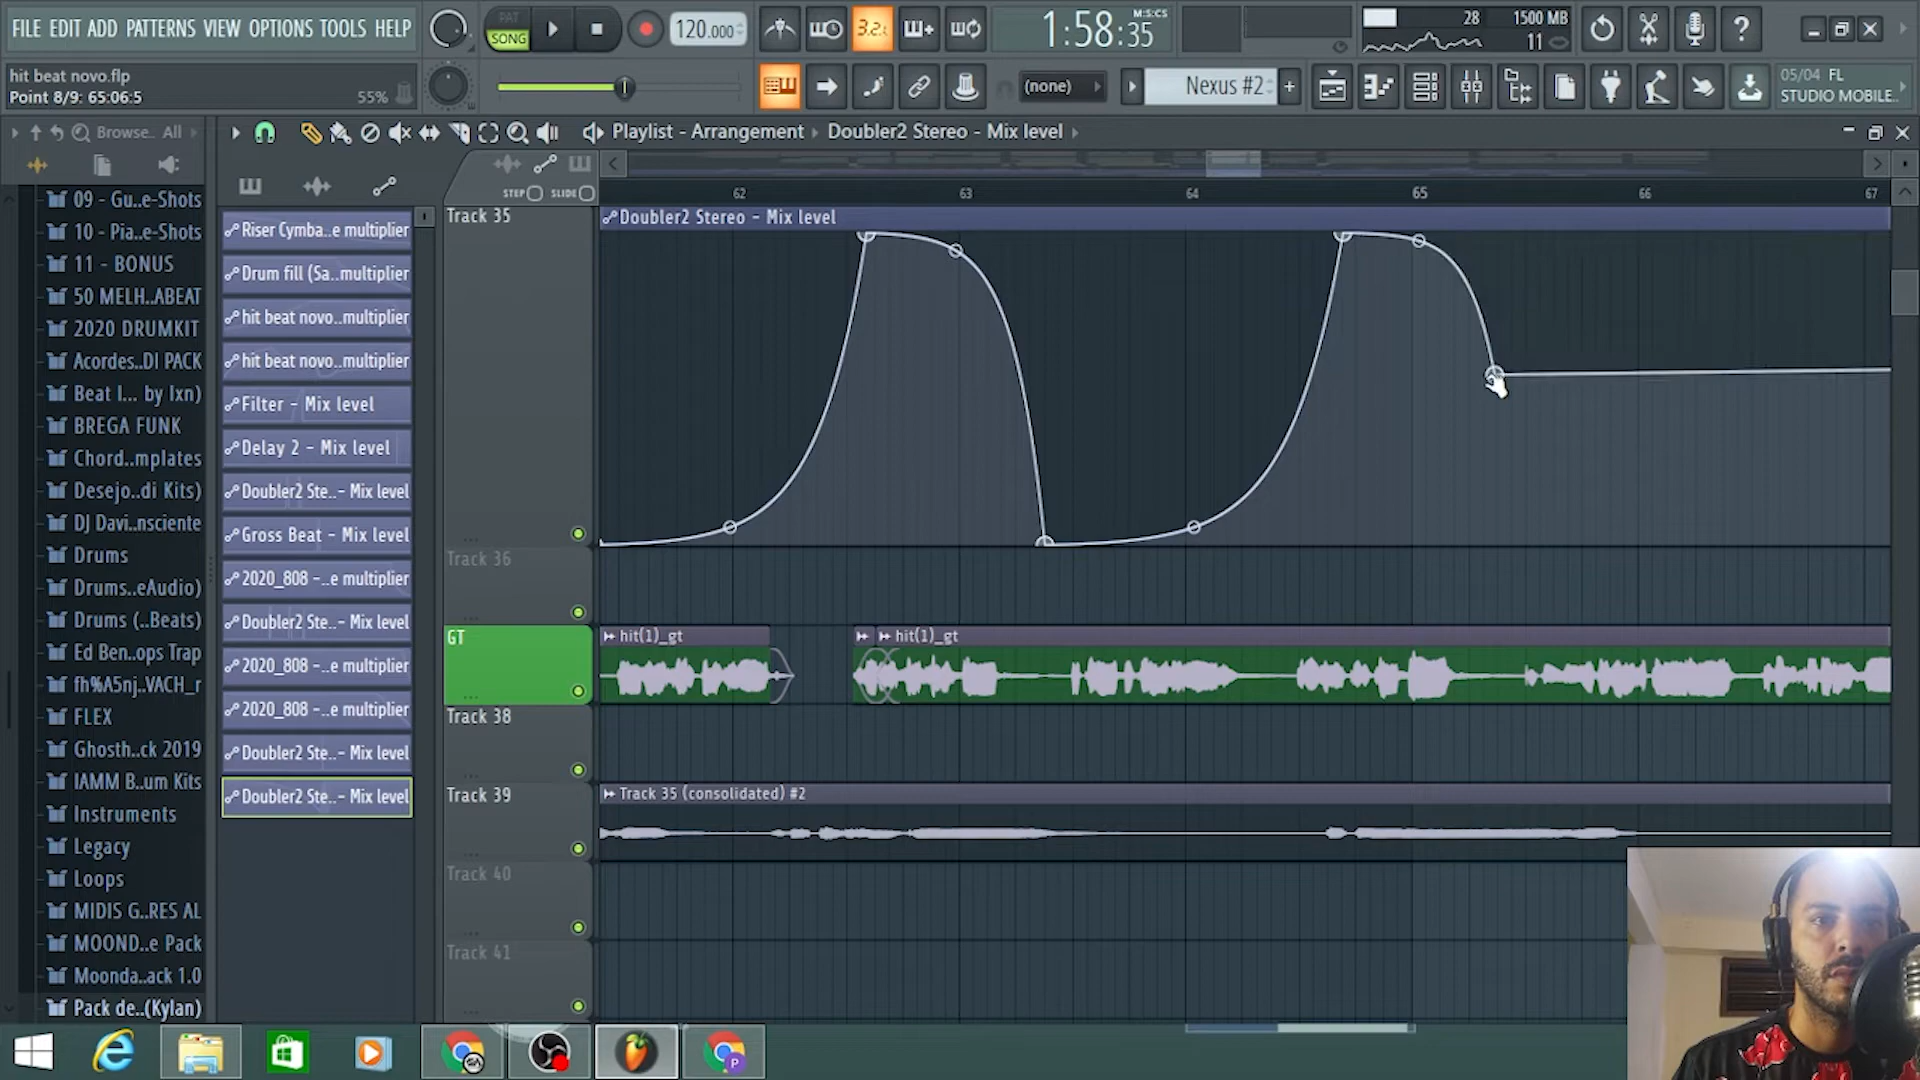 FILE EDIT ADD PATTERNS VIEW OPTIONS TOOLS HELP
PAT
SONG
120.000
3.2.
1:58:35
M:S:CS
28
1500 MB
11
hit beat novo.flp
Point 8/9: 65:06:5
55%
(none)
Nexus #2
05/04 FL
STUDIO MOBILE..
Browse.. All
Playlist - Arrangement
Doubler2 Stereo - Mix level
STEP
SLIDE
62
63
64
65
66
67
09 - Gu..e-Shots
10 - Pia..e-Shots
11 - BONUS
50 MELH..ABEAT
2020 DRUMKIT
Acordes..DI PACK
Beat I... by Ixn)
BREGA FUNK
Chord..mplates
Desejo..di Kits)
DJ Davi..nsciente
Drums
Drums..eAudio)
Drums (..Beats)
Ed Ben..ops Trap
fh%A5nj..VACH_r
FLEX
Ghosth..ck 2019
IAMM B..um Kits
Instruments
Legacy
Loops
MIDIS G..RES AL
MOOND..e Pack
Moonda..ack 1.0
Pack de..(Kylan)
Riser Cymba..e multiplier
Drum fill (Sa..multiplier
hit beat novo..multiplier
hit beat novo..multiplier
Filter - Mix level
Delay 2 - Mix level
Doubler2 Ste..- Mix level
Gross Beat - Mix level
2020_808 -..e multiplier
Doubler2 Ste..- Mix level
2020_808 -..e multiplier
2020_808 -..e multiplier
Doubler2 Ste..- Mix level
Doubler2 Ste..- Mix level
Track 35
Doubler2 Stereo - Mix level
Track 36
GT
hit(1)_gt
hit(1)_gt
Track 38
Track 39
Track 35 (consolidated) #2
Track 40
Track 41